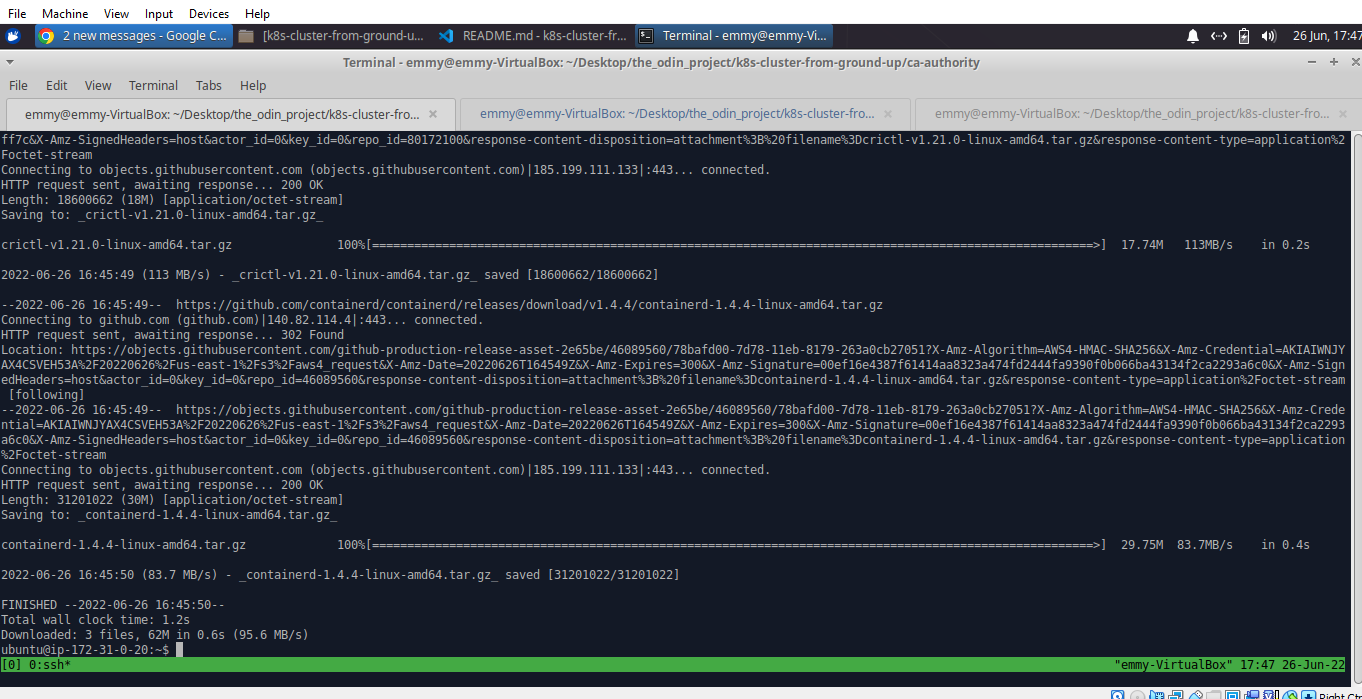 File Machine View Input Devices Help
2 new messages - Google C... [k8s-cluster-from-ground-u... README.md - k8s-cluster-fr... Terminal - emmy@emmy-Vi... 26 Jun, 17:47
Terminal - emmy@emmy-VirtualBox: ~/Desktop/the_odin_project/k8s-cluster-from-ground-up/ca-authority
File Edit View Terminal Tabs Help
emmy@emmy-VirtualBox: ~/Desktop/the_odin_project/k8s-cluster-fro... emmy@emmy-VirtualBox: ~/Desktop/the_odin_project/k8s-cluster-fro... emmy@emmy-VirtualBox: ~/Desktop/the_odin_project/k8s-cluster-fro...
ff7c&X-Amz-SignedHeaders=host&actor_id=0&key_id=0&repo_id=80172100&response-content-disposition=attachment%3B%20filename%3Dcrictl-v1.21.0-linux-amd64.tar.gz&response-content-type=application%2
Foctet-stream
Connecting to objects.githubusercontent.com (objects.githubusercontent.com)|185.199.111.133|:443... connected.
HTTP request sent, awaiting response... 200 OK
Length: 18600662 (18M) [application/octet-stream]
Saving to: _crictl-v1.21.0-linux-amd64.tar.gz_
crictl-v1.21.0-linux-amd64.tar.gz 100%[=======================================================================================================>] 17.74M 113MB/s in 0.2s
2022-06-26 16:45:49 (113 MB/s) - _crictl-v1.21.0-linux-amd64.tar.gz_ saved [18600662/18600662]
--2022-06-26 16:45:49-- https://github.com/containerd/containerd/releases/download/v1.4.4/containerd-1.4.4-linux-amd64.tar.gz
Connecting to github.com (github.com)|140.82.114.4|:443... connected.
HTTP request sent, awaiting response... 302 Found
Location: https://objects.githubusercontent.com/github-production-release-asset-2e65be/46089560/78bafd00-7d78-11eb-8179-263a0cb27051?X-Amz-Algorithm=AWS4-HMAC-SHA256&X-Amz-Credential=AKIAIWNJY
AX4CSVEH53A%2F20220626%2Fus-east-1%2Fs3%2Faws4_request&X-Amz-Date=20220626T164549Z&X-Amz-Expires=300&X-Amz-Signature=00ef16e4387f61414aa8323a474fd2444fa9390f0b066ba43134f2ca2293a6c0&X-Amz-Sign
edHeaders=host&actor_id=0&key_id=0&repo_id=46089560&response-content-disposition=attachment%3B%20filename%3Dcontainerd-1.4.4-linux-amd64.tar.gz&response-content-type=application%2Foctet-stream
[following]
--2022-06-26 16:45:49-- https://objects.githubusercontent.com/github-production-release-asset-2e65be/46089560/78bafd00-7d78-11eb-8179-263a0cb27051?X-Amz-Algorithm=AWS4-HMAC-SHA256&X-Amz-Crede
ntial=AKIAIWNJYAX4CSVEH53A%2F20220626%2Fus-east-1%2Fs3%2Faws4_request&X-Amz-Date=20220626T164549Z&X-Amz-Expires=300&X-Amz-Signature=00ef16e4387f61414aa8323a474fd2444fa9390f0b066ba43134f2ca2293
a6c0&X-Amz-SignedHeaders=host&actor_id=0&key_id=0&repo_id=46089560&response-content-disposition=attachment%3B%20filename%3Dcontainerd-1.4.4-linux-amd64.tar.gz&response-content-type=application
%2Foctet-stream
Connecting to objects.githubusercontent.com (objects.githubusercontent.com)|185.199.111.133|:443... connected.
HTTP request sent, awaiting response... 200 OK
Length: 31201022 (30M) [application/octet-stream]
Saving to: _containerd-1.4.4-linux-amd64.tar.gz_
containerd-1.4.4-linux-amd64.tar.gz 100%[=======================================================================================================>] 29.75M 83.7MB/s in 0.4s
2022-06-26 16:45:50 (83.7 MB/s) - _containerd-1.4.4-linux-amd64.tar.gz_ saved [31201022/31201022]
FINISHED --2022-06-26 16:45:50--
Total wall clock time: 1.2s
Downloaded: 3 files, 62M in 0.6s (95.6 MB/s)
ubuntu@ip-172-31-0-20:~$
[0] 0:ssh* "emmy-VirtualBox" 17:47 26-Jun-22
Right Ctr